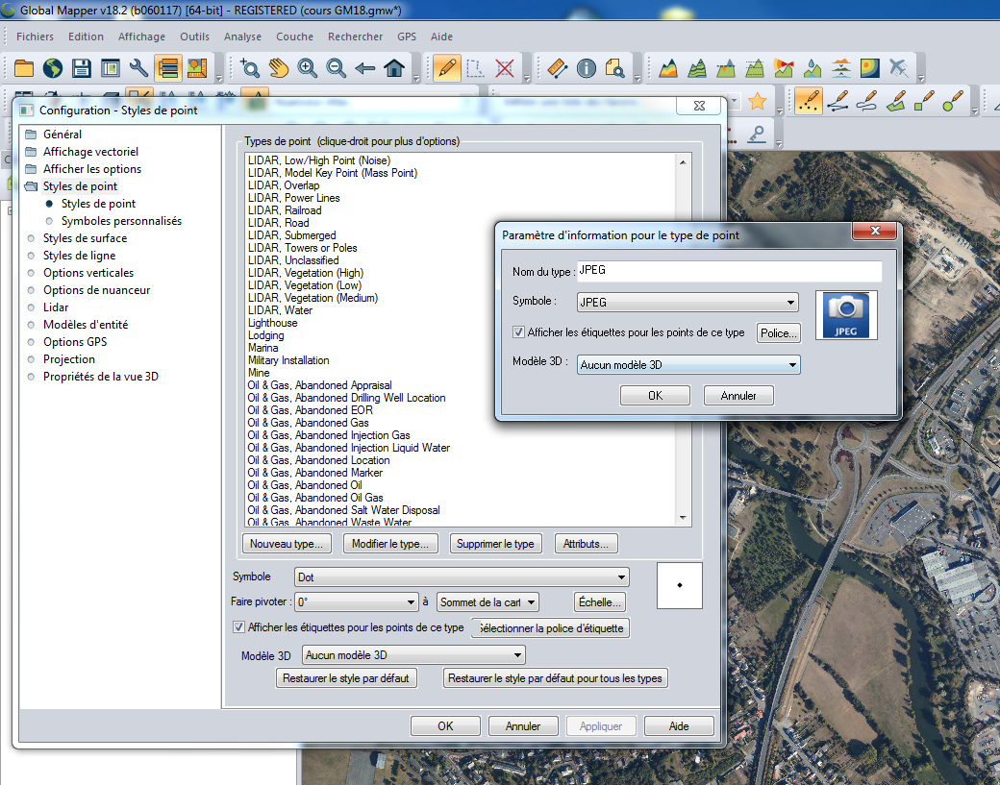 Global Mapper v18.2 (b060117) [64-bit] - REGISTERED (cours GM18.gmw*)
Fichiers Edition Affichage Outils Analyse Couche Rechercher GPS Aide
Configuration - Styles de point
Général
Affichage vectoriel
Afficher les options
Styles de point
Styles de point
Symboles personnalisés
Styles de surface
Styles de ligne
Options verticales
Options de nuanceur
Lidar
Modèles d'entité
Options GPS
Projection
Propriétés de la vue 3D
Types de point (clique-droit pour plus d'options)
LIDAR, Low/High Point (Noise)
LIDAR, Model Key Point (Mass Point)
LIDAR, Overlap
LIDAR, Power Lines
LIDAR, Railroad
LIDAR, Road
LIDAR, Submerged
LIDAR, Towers or Poles
LIDAR, Unclassified
LIDAR, Vegetation (High)
LIDAR, Vegetation (Low)
LIDAR, Vegetation (Medium)
LIDAR, Water
Lighthouse
Lodging
Marina
Military Installation
Mine
Oil & Gas, Abandoned Appraisal
Oil & Gas, Abandoned Drilling Well Location
Oil & Gas, Abandoned EOR
Oil & Gas, Abandoned Gas
Oil & Gas, Abandoned Injection Gas
Oil & Gas, Abandoned Injection Liquid Water
Oil & Gas, Abandoned Location
Oil & Gas, Abandoned Marker
Oil & Gas, Abandoned Oil
Oil & Gas, Abandoned Oil Gas
Oil & Gas, Abandoned Salt Water Disposal
Oil & Gas, Abandoned Waste Water
Nouveau type... Modifier le type... Supprimer le type Attributs...
Symbole Dot
Faire pivoter : 0° à Sommet de la cart Échelle...
Afficher les étiquettes pour les points de ce type Sélectionner la police d'étiquette
Modèle 3D Aucun modèle 3D
Restaurer le style par défaut Restaurer le style par défaut pour tous les types
OK Annuler Appliquer Aide
Paramètre d'information pour le type de point
Nom du type : JPEG
Symbole : JPEG
JPEG
Afficher les étiquettes pour les points de ce type Police...
Modèle 3D : Aucun modèle 3D
OK Annuler